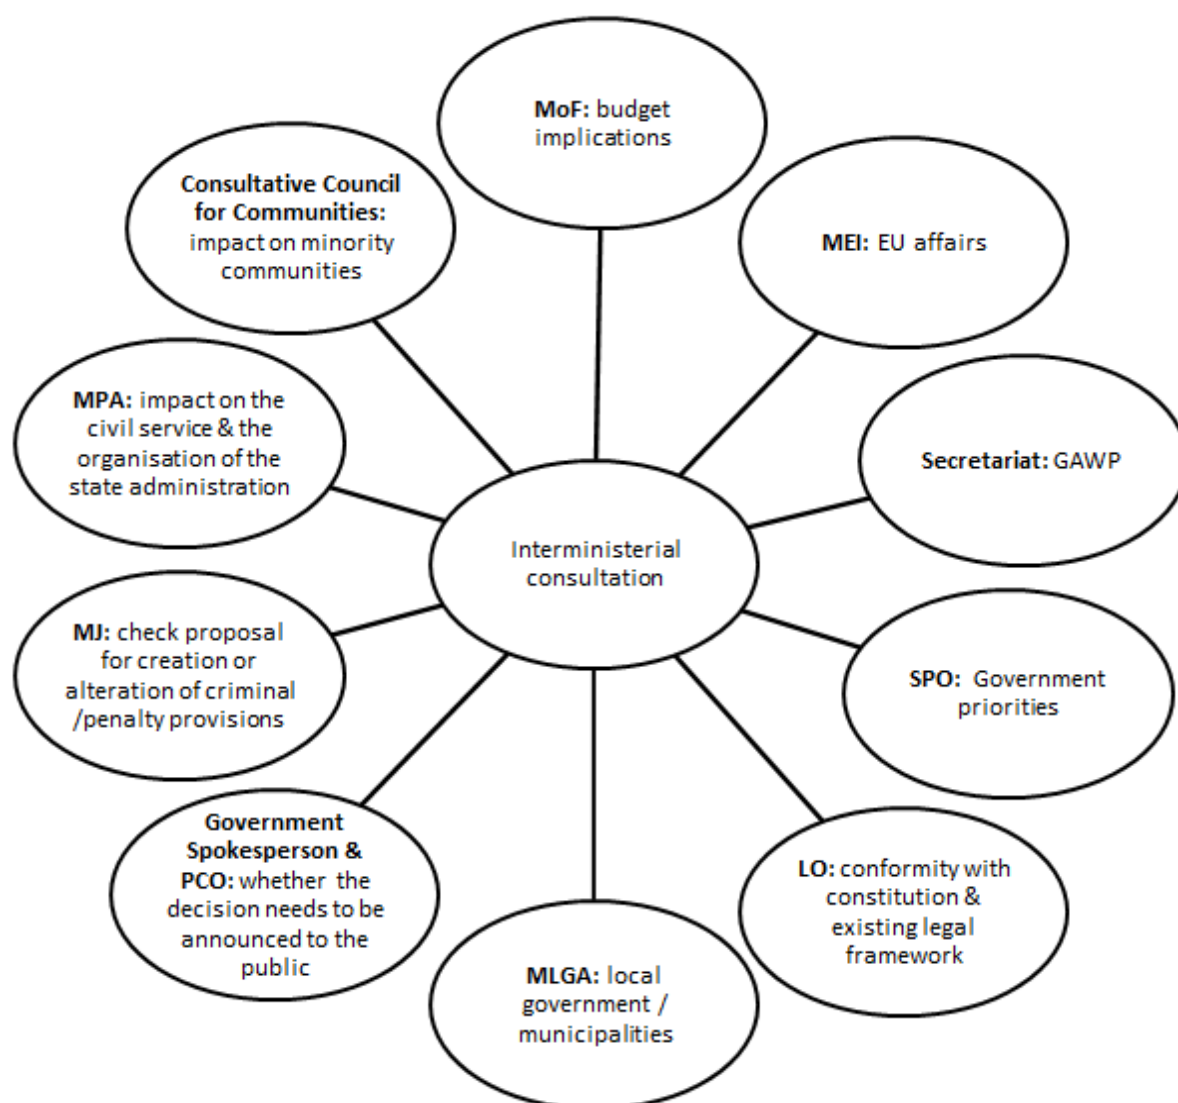 MoF: budget
implications
Consultative Council
for Communities:
impact on minority
communities
MEI: EU affairs
MPA: impact on the
civil service & the
organisation of the
state administration
Secretariat: GAWP
Interministerial
consultation
MJ: check proposal
for creation or
alteration of criminal
/penalty provisions
SPO: Government
priorities
Government
Spokesperson &
PCO: whether the
decision needs to be
announced to the
public
LO: conformity with
constitution &
existing legal
framework
MLGA: local
government /
municipalities